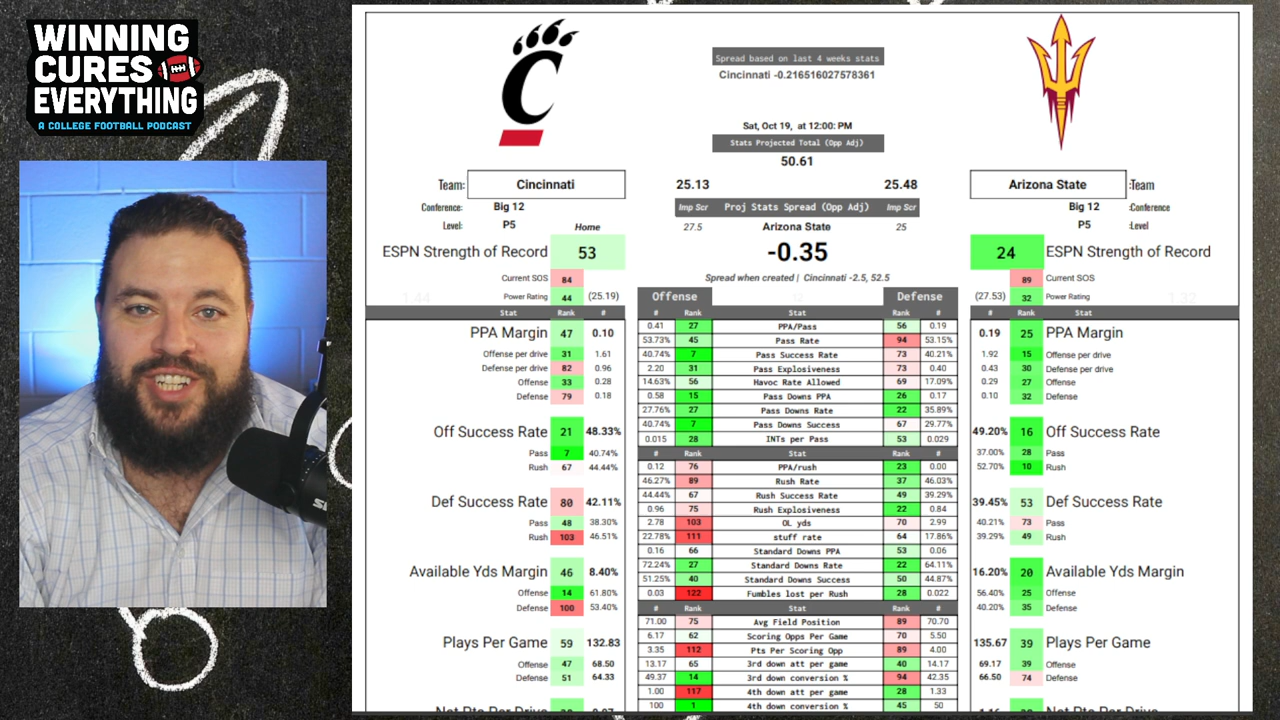 WINNING
CURES
EVERYTHING
A COLLEGE FOOTBALL PODCAST
Spread based on last 4 weeks stats
Cincinnati -0.216516027578361
Sat, Oct 19, at 12:00: PM
Stats Projected Total (Opp Adj)
50.61
Team: Cincinnati 25.13 25.48 Arizona State :Team
Conference: Big 12 Imp Scr Proj Stats Spread (Opp Adj) Imp Scr Big 12 :Conference
Level: P5 Home 27.5 Arizona State 25 P5 :Level
ESPN Strength of Record 53 -0.35 24 ESPN Strength of Record
Current SOS 84 Spread when created | Cincinnati -2.5, 52.5 89 Current SOS
1.44 Power Rating 44 (25.19) Offense Defense (27.53) 32 Power Rating 1.32
Stat Rank # # Rank Stat Rank # # Rank Stat
PPA Margin 47 0.10 0.19 25 PPA Margin
Offense per drive 31 1.61 1.92 15 Offense per drive
Defense per drive 82 0.96 0.43 30 Defense per drive
Offense 33 0.28 0.29 27 Offense
Defense 79 0.18 0.10 32 Defense
Off Success Rate 21 48.33% 49.20% 16 Off Success Rate
Pass 7 40.74% 37.00% 28 Pass
Rush 67 44.44% 52.70% 10 Rush
Def Success Rate 80 42.11% 39.45% 53 Def Success Rate
Pass 48 38.30% 40.21% 73 Pass
Rush 103 46.51% 39.29% 49 Rush
Available Yds Margin 46 8.40% 16.20% 20 Available Yds Margin
Offense 14 61.80% 56.40% 25 Offense
Defense 100 53.40% 40.20% 35 Defense
Plays Per Game 59 132.83 135.67 39 Plays Per Game
Offense 47 68.50 69.17 39 Offense
Defense 51 64.33 66.50 74 Defense
0.41 27 PPA/Pass 56 0.19
53.73% 45 Pass Rate 94 53.15%
40.74% 7 Pass Success Rate 73 40.21%
2.20 31 Pass Explosiveness 73 0.40
14.63% 56 Havoc Rate Allowed 69 17.09%
0.58 15 Pass Downs PPA 26 0.17
27.76% 27 Pass Downs Rate 22 35.89%
40.74% 7 Pass Downs Success 67 29.77%
0.015 28 INTs per Pass 53 0.029
# Rank Stat Rank #
0.12 76 PPA/rush 23 0.00
46.27% 89 Rush Rate 37 46.03%
44.44% 67 Rush Success Rate 49 39.29%
0.96 75 Rush Explosiveness 22 0.84
2.78 103 OL yds 70 2.99
22.78% 111 stuff rate 64 17.86%
0.16 66 Standard Downs PPA 53 0.06
72.24% 27 Standard Downs Rate 22 64.11%
51.25% 40 Standard Downs Success 50 44.87%
0.03 122 Fumbles lost per Rush 28 0.022
# Rank Stat Rank #
71.00 75 Avg Field Position 89 70.70
6.17 62 Scoring Opps Per Game 70 5.50
3.35 112 Pts Per Scoring Opp 89 4.00
13.17 65 3rd down att per game 40 14.17
49.37 14 3rd down conversion % 94 42.35
1.00 117 4th down att per game 28 1.33
100 1 4th down conversion % 45 50